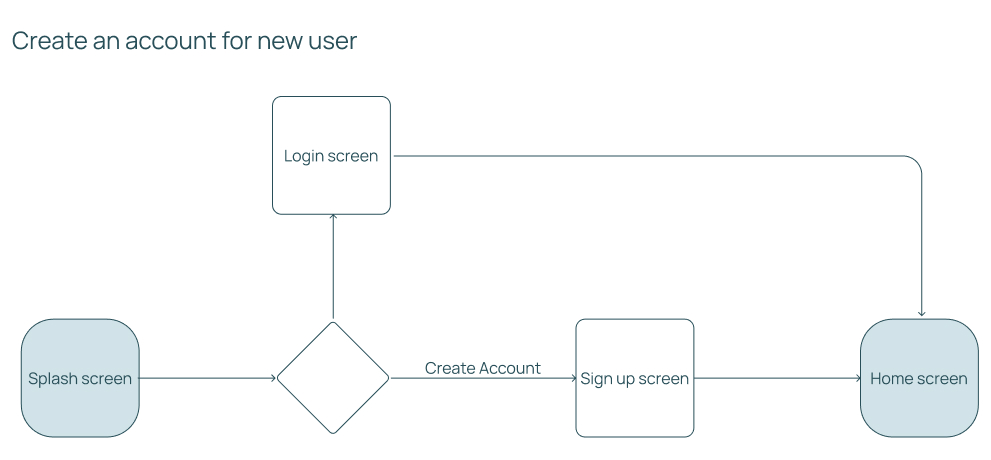 Create an account for new user
Login screen
Splash screen
Create Account
Sign up screen
Home screen